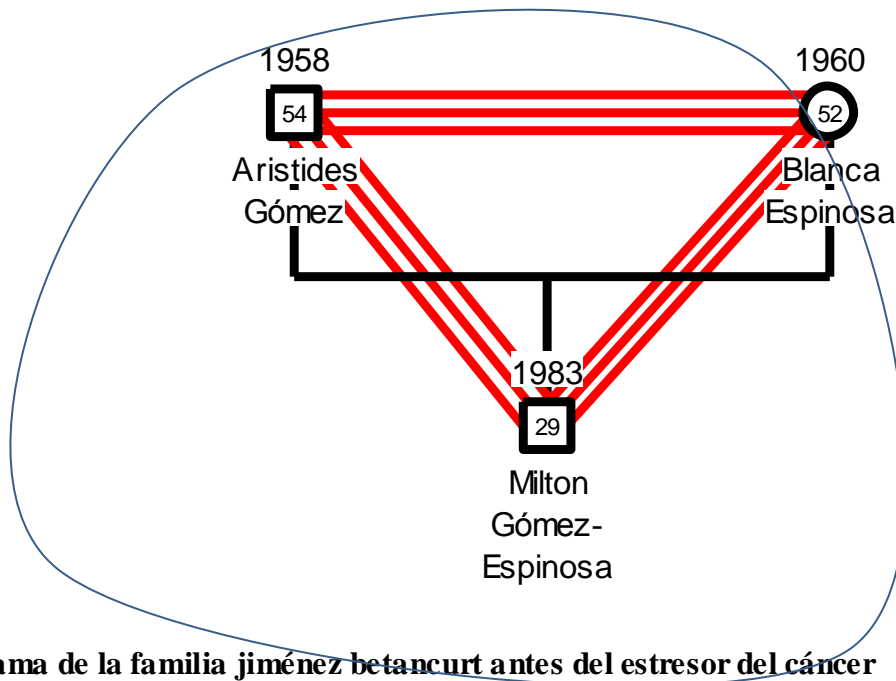 1958
1960
54
52
Aristides
Gómez
Blanca
Espinosa
1983
29
Milton
Gómez-
Espinosa
ama de la familia jiménez betancurt antes del estresor del cáncer